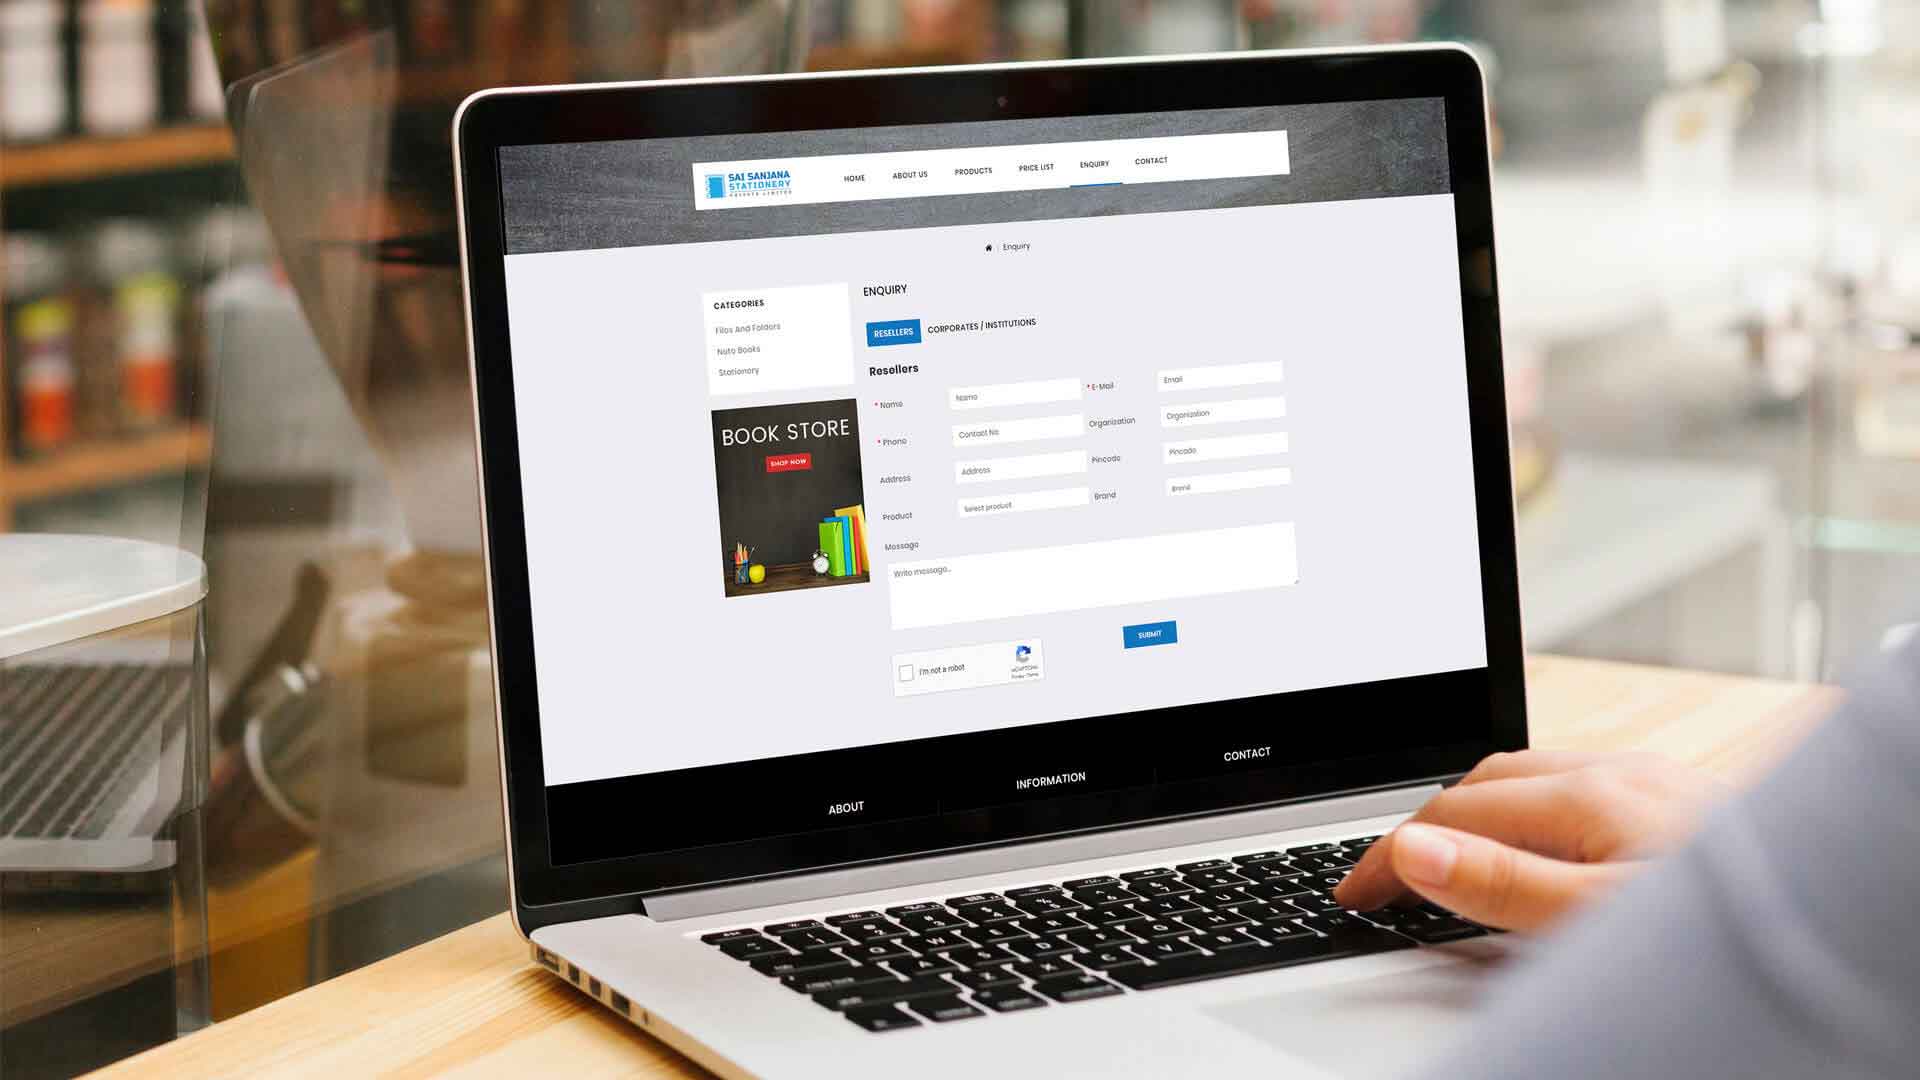 SAI SANJANA
STATIONERY
PRIVATE LIMITED
HOME ABOUT US PRODUCTS PRICE LIST ENQUIRY CONTACT
Enquiry
CATEGORIES
Files And Folders
Note Books
Stationery
BOOK STORE
SHOP NOW
ENQUIRY
RESELLERS CORPORATES / INSTITUTIONS
Resellers
* Name Name * E-Mail Email
* Phone Contact No Organization Organization
Address Address Pincode Pincode
Product Select product Brand Brand
Message
Write message..
I'm not a robot
reCAPTCHA
Privacy - Terms
SUBMIT
ABOUT INFORMATION CONTACT